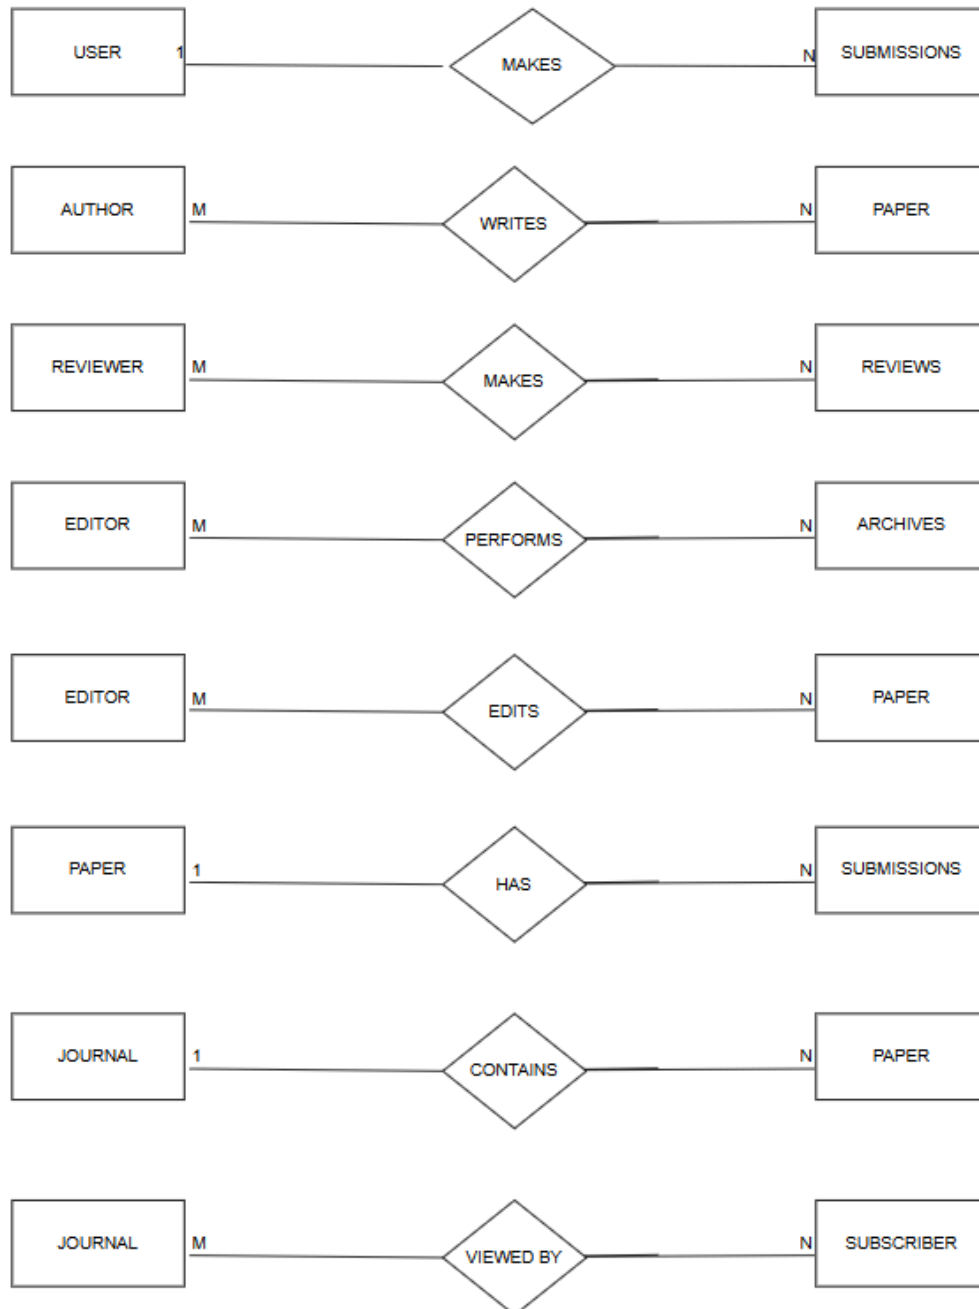 USER 1 MAKES N SUBMISSIONS
AUTHOR M WRITES N PAPER
REVIEWER M MAKES N REVIEWS
EDITOR M PERFORMS N ARCHIVES
EDITOR M EDITS N PAPER
PAPER 1 HAS N SUBMISSIONS
JOURNAL 1 CONTAINS N PAPER
JOURNAL M VIEWED BY N SUBSCRIBER